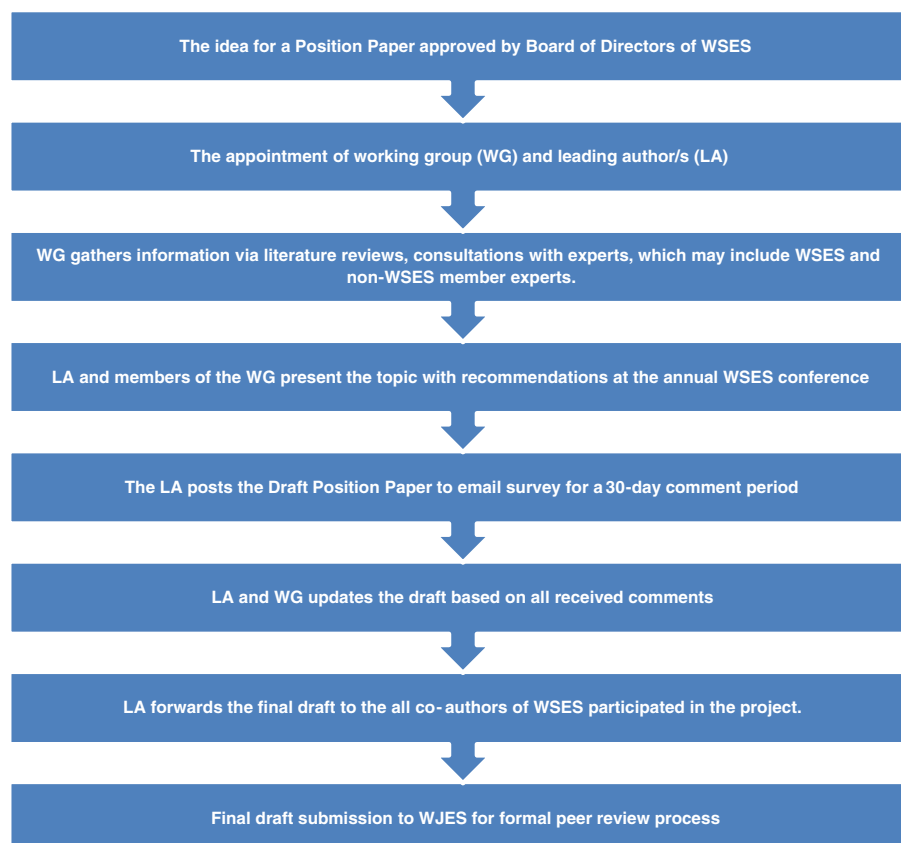 The idea for a Position Paper approved by Board of Directors of WSES
The appointment of working group (WG) and leading author/s (LA)
WG gathers information via literature reviews, consultations with experts, which may include WSES and
non-WSES member experts.
LA and members of the WG present the topic with recommendations at the annual WSES conference
The LA posts the Draft Position Paper to email survey for a 30-day comment period
LA and WG updates the draft based on all received comments
LA forwards the final draft to the all co-authors of WSES participated in the project.
Final draft submission to WJES for formal peer review process